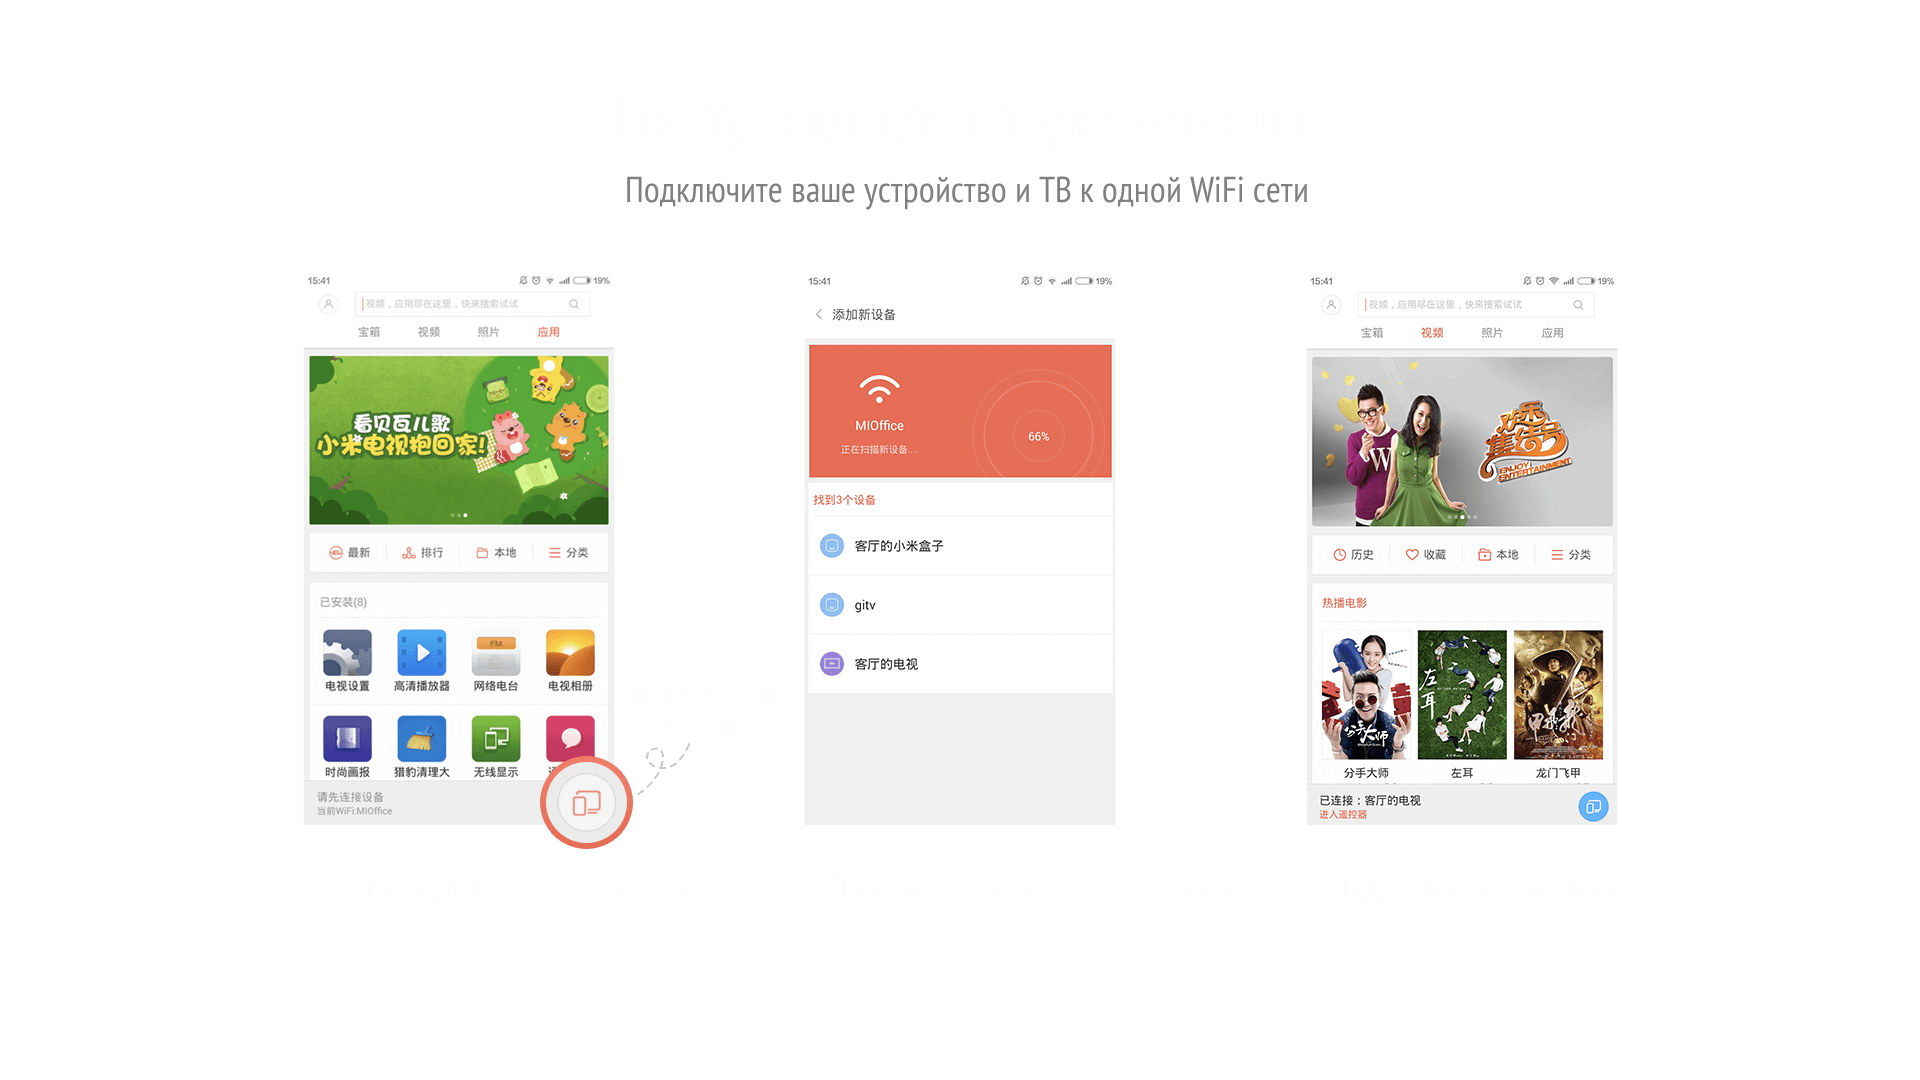 Подключите ваше устройство и ТВ к одной WiFi сети
15:41
19%
视频，应用尽在这里，快来搜索试试
宝箱 视频 照片 应用
看贝瓦儿歌
小米电视抱回家!
最新 排行 本地 分类
已安装(8)
FM
电视设置 高清播放器 网络电台 电视相册
时尚画报 猎豹清理大 无线显示
请先连接设备
当前WiFi:MIOffice
15:41
19%
添加新设备
MIOffice
正在扫描新设备....
66%
找到3个设备
客厅的小米盒子
gitv
客厅的电视
15:41
19%
视频，应用尽在这里，快来搜索试试
宝箱 视频 照片 应用
W
欢乐
集结号
ENJOY
ENTERTAINMENT
历史 收藏 本地 分类
热播电影
分手大师
左耳
分手大师 左耳 龙门飞甲
已连接：客厅的电视
进入遥控器